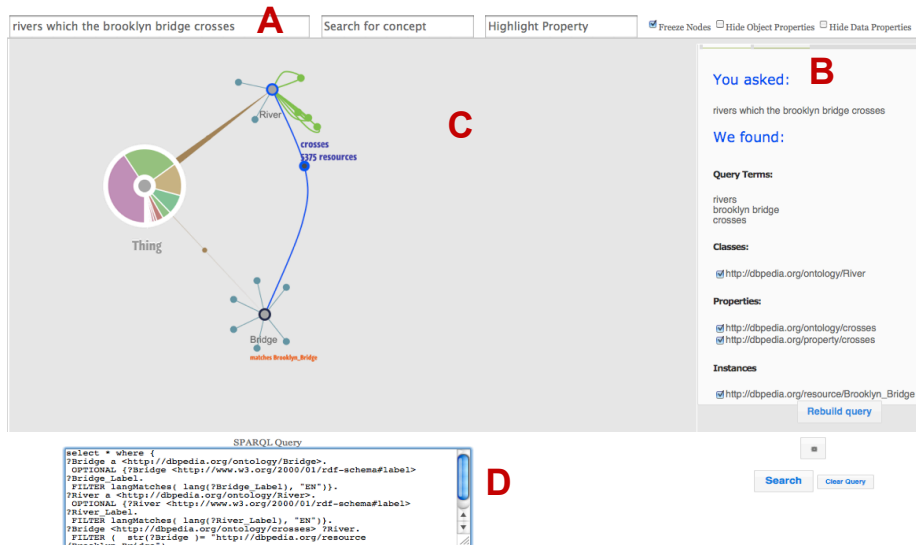 rivers which the brooklyn bridge crosses
A
Search for concept
Highlight Property
Freeze Nodes
Hide Object Properties
Hide Data Properties
B
You asked:
rivers which the brooklyn bridge crosses
We found:
Query Terms:
rivers
brooklyn bridge
crosses
Classes:
http://dbpedia.org/ontology/River
Properties:
http://dbpedia.org/ontology/crosses
http://dbpedia.org/property/crosses
Instances
http://dbpedia.org/resource/Brooklyn_Bridge
Rebuild query
C
River
crosses
5375 resources
Thing
Bridge
matches Brooklyn_Bridge
SPARQL Query
select * where {
?Bridge a <http://dbpedia.org/ontology/Bridge>.
OPTIONAL {?Bridge <http://www.w3.org/2000/01/rdf-schema#label>
?Bridge_Label.
FILTER langMatches( lang(?Bridge_Label), "EN")}.
?River a <http://dbpedia.org/ontology/River>.
OPTIONAL {?River <http://www.w3.org/2000/01/rdf-schema#label>
?River_Label.
FILTER langMatches( lang(?River_Label), "EN")}.
?Bridge <http://dbpedia.org/ontology/crosses> ?River.
FILTER ( str(?Bridge )= "http://dbpedia.org/resource
/Brooklyn_Bridge")
D
Search
Clear Query